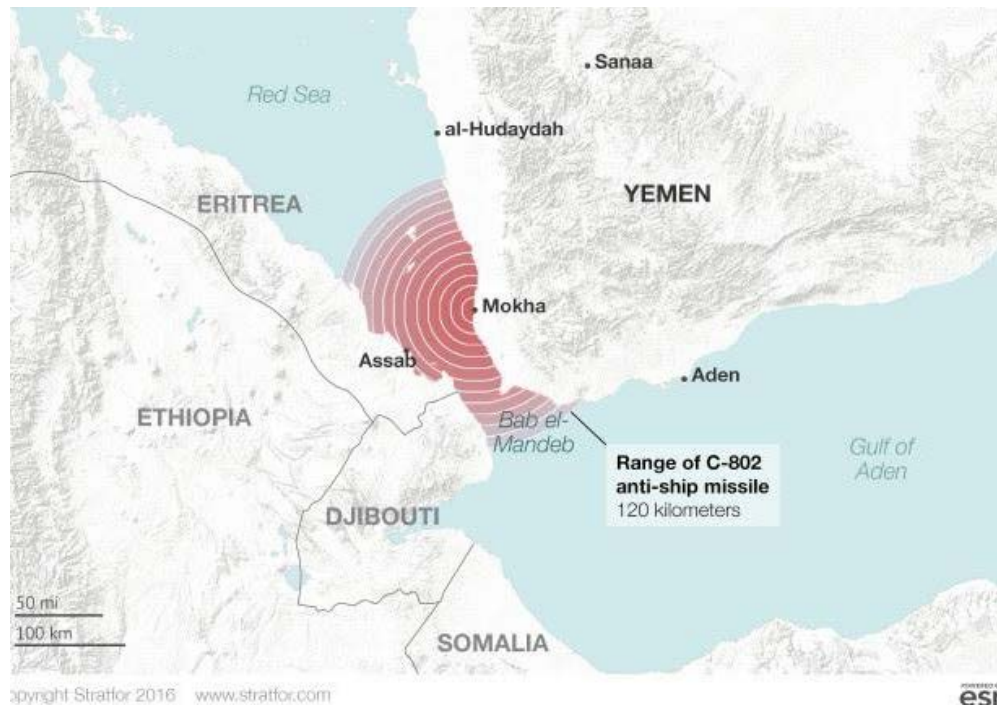 Sanaa
Red Sea
al-Hudaydah
YEMEN
ERITREA
Mokha
Assab
Aden
ETHIOPIA
Bab el-
Mandeb
Gulf of
Aden
Range of C-802
anti-ship missile
120 kilometers
DJIBOUTI
50 mi
100 km
SOMALIA
opyright Stratfor 2016 www.stratfor.com
esri